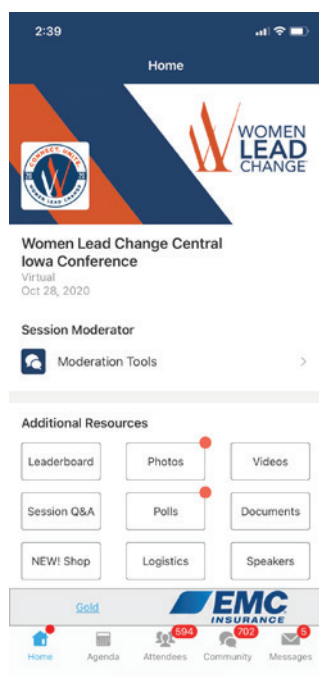 2:39
Home
CONNECT. UNITE.
WOMEN LEAD CHANGE
WOMEN
LEAD
CHANGE
Women Lead Change Central
Iowa Conference
Virtual
Oct 28, 2020
Session Moderator
Moderation Tools
Additional Resources
Leaderboard
Photos
Videos
Session Q&A
Polls
Documents
NEW! Shop
Logistics
Speakers
Gold
EMC
INSURANCE
594
702
5
Home
Agenda
Attendees
Community
Messages